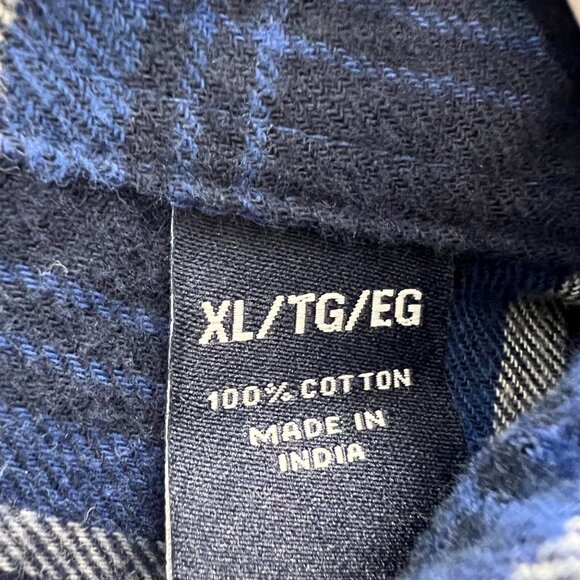 XL/TG/EG
100% COTTON
MADE IN
INDIA